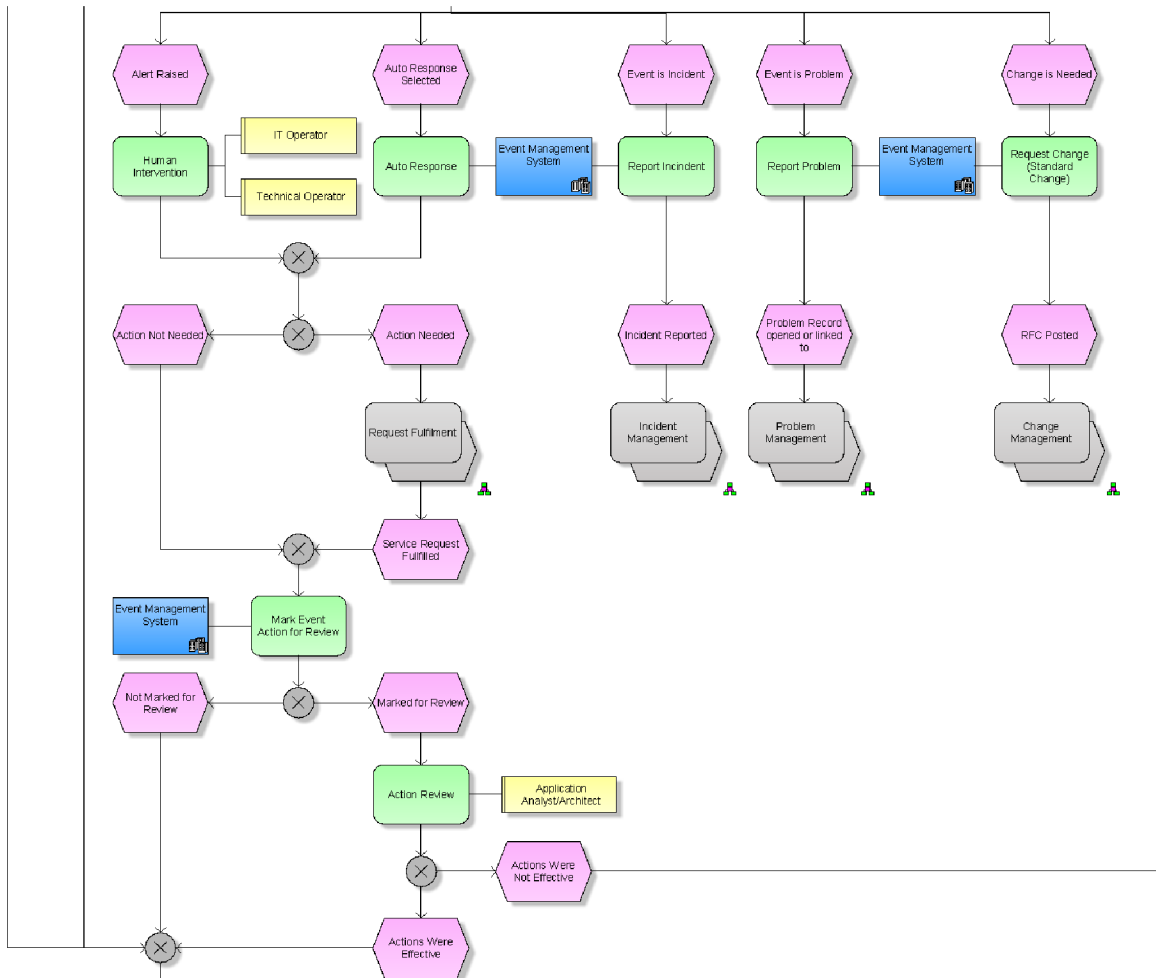 Alert Raised
Auto Response
Selected
Event is Incident
Event is Problem
Change is Needed
IT Operator
Human
Intervention
Technical Operator
Auto Response
Event Management
System
Report Incindent
Report Problem
Event Management
System
Request Change
(Standard
Change)
Action Not Needed
Action Needed
Incident Reported
Problem Record
opened or linked
to
RFC Posted
Request Fulfilment
Incident
Management
Problem
Management
Change
Management
Service Request
Fullfilled
Event Management
System
Mark Event
Action for Review
Not Marked for
Review
Marked for Review
Action Review
Application
Analyst/Architect
Actions Were
Not Effective
Actions Were
Effective